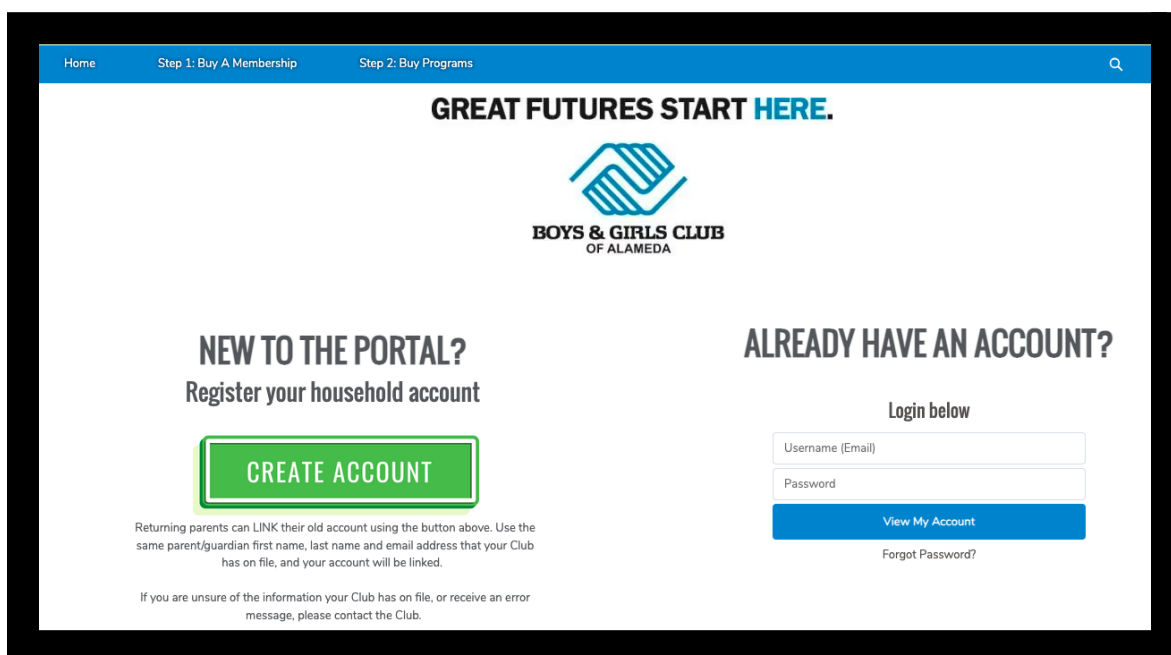 Home Step 1: Buy A Membership Step 2: Buy Programs
GREAT FUTURES START HERE.
BOYS & GIRLS CLUB
OF ALAMEDA
NEW TO THE PORTAL?
Register your household account
CREATE ACCOUNT
Returning parents can LINK their old account using the button above. Use the
same parent/guardian first name, last name and email address that your Club
has on file, and your account will be linked.
If you are unsure of the information your Club has on file, or receive an error
message, please contact the Club.
ALREADY HAVE AN ACCOUNT?
Login below
Username (Email)
Password
View My Account
Forgot Password?